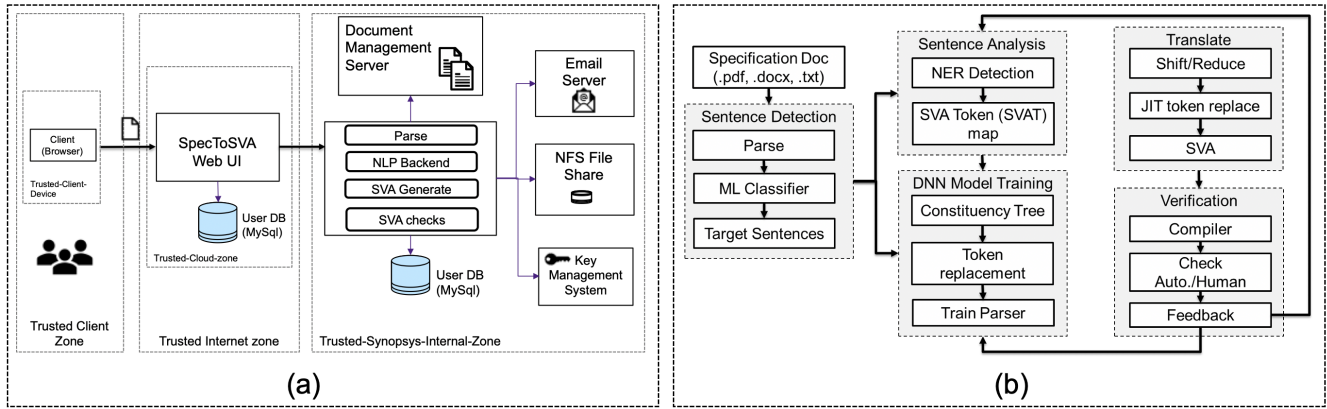 Client
(Browser)
Trusted-Client-
Device
Trusted Client
Zone
SpecToSVA
Web UI
User DB
(MySql)
Trusted-Cloud-zone
Trusted Internet zone
Document
Management
Server
Parse
NLP Backend
SVA Generate
SVA checks
User DB
(MySql)
Email
Server
NFS File
Share
Key
Management
System
Trusted-Synopsys-Internal-Zone
(a)
Specification Doc
(.pdf, .docx, .txt)
Sentence Detection
Parse
ML Classifier
Target Sentences
Sentence Analysis
NER Detection
SVA Token (SVAT)
map
DNN Model Training
Constituency Tree
Token
replacement
Train Parser
Translate
Shift/Reduce
JIT token replace
SVA
Verification
Compiler
Check
Auto./Human
Feedback
(b)